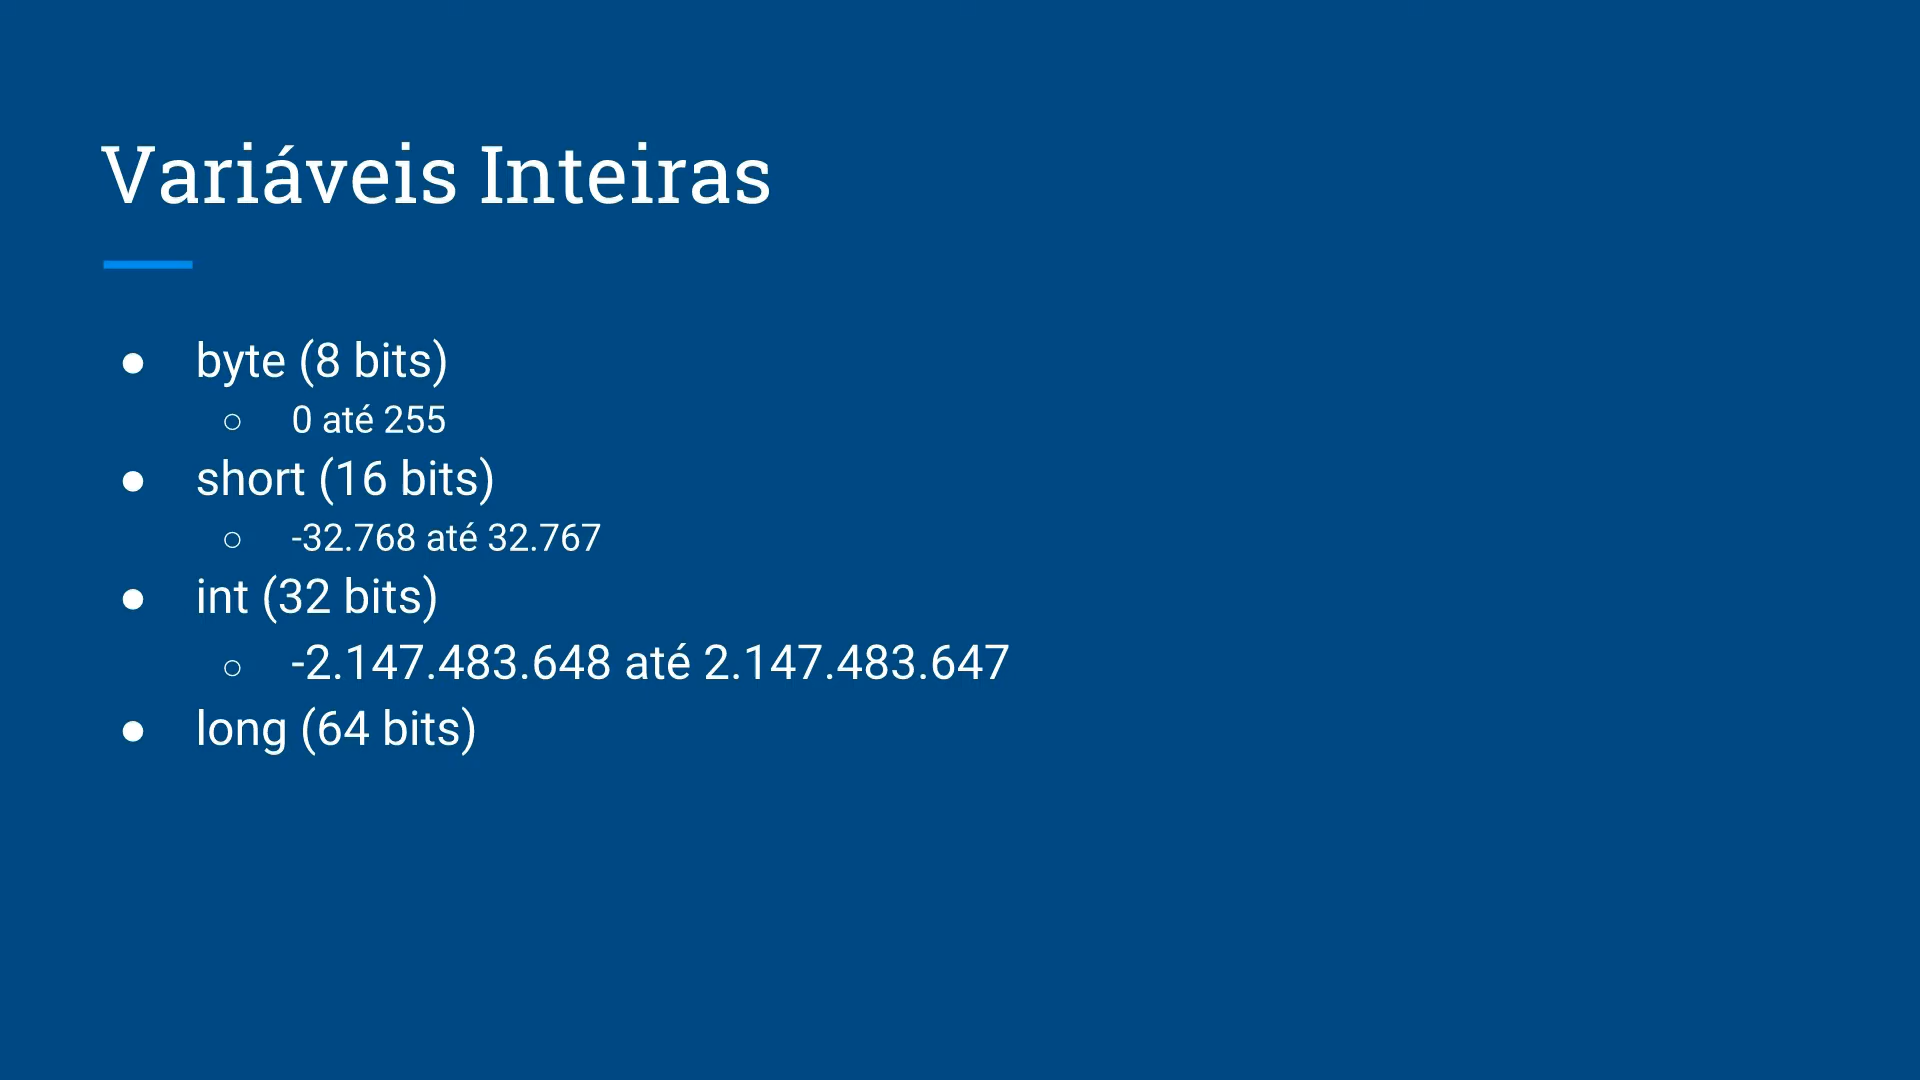 Variáveis Inteiras
● byte (8 bits)
○ 0 até 255
● short (16 bits)
○ -32.768 até 32.767
● int (32 bits)
○ -2.147.483.648 até 2.147.483.647
● long (64 bits)